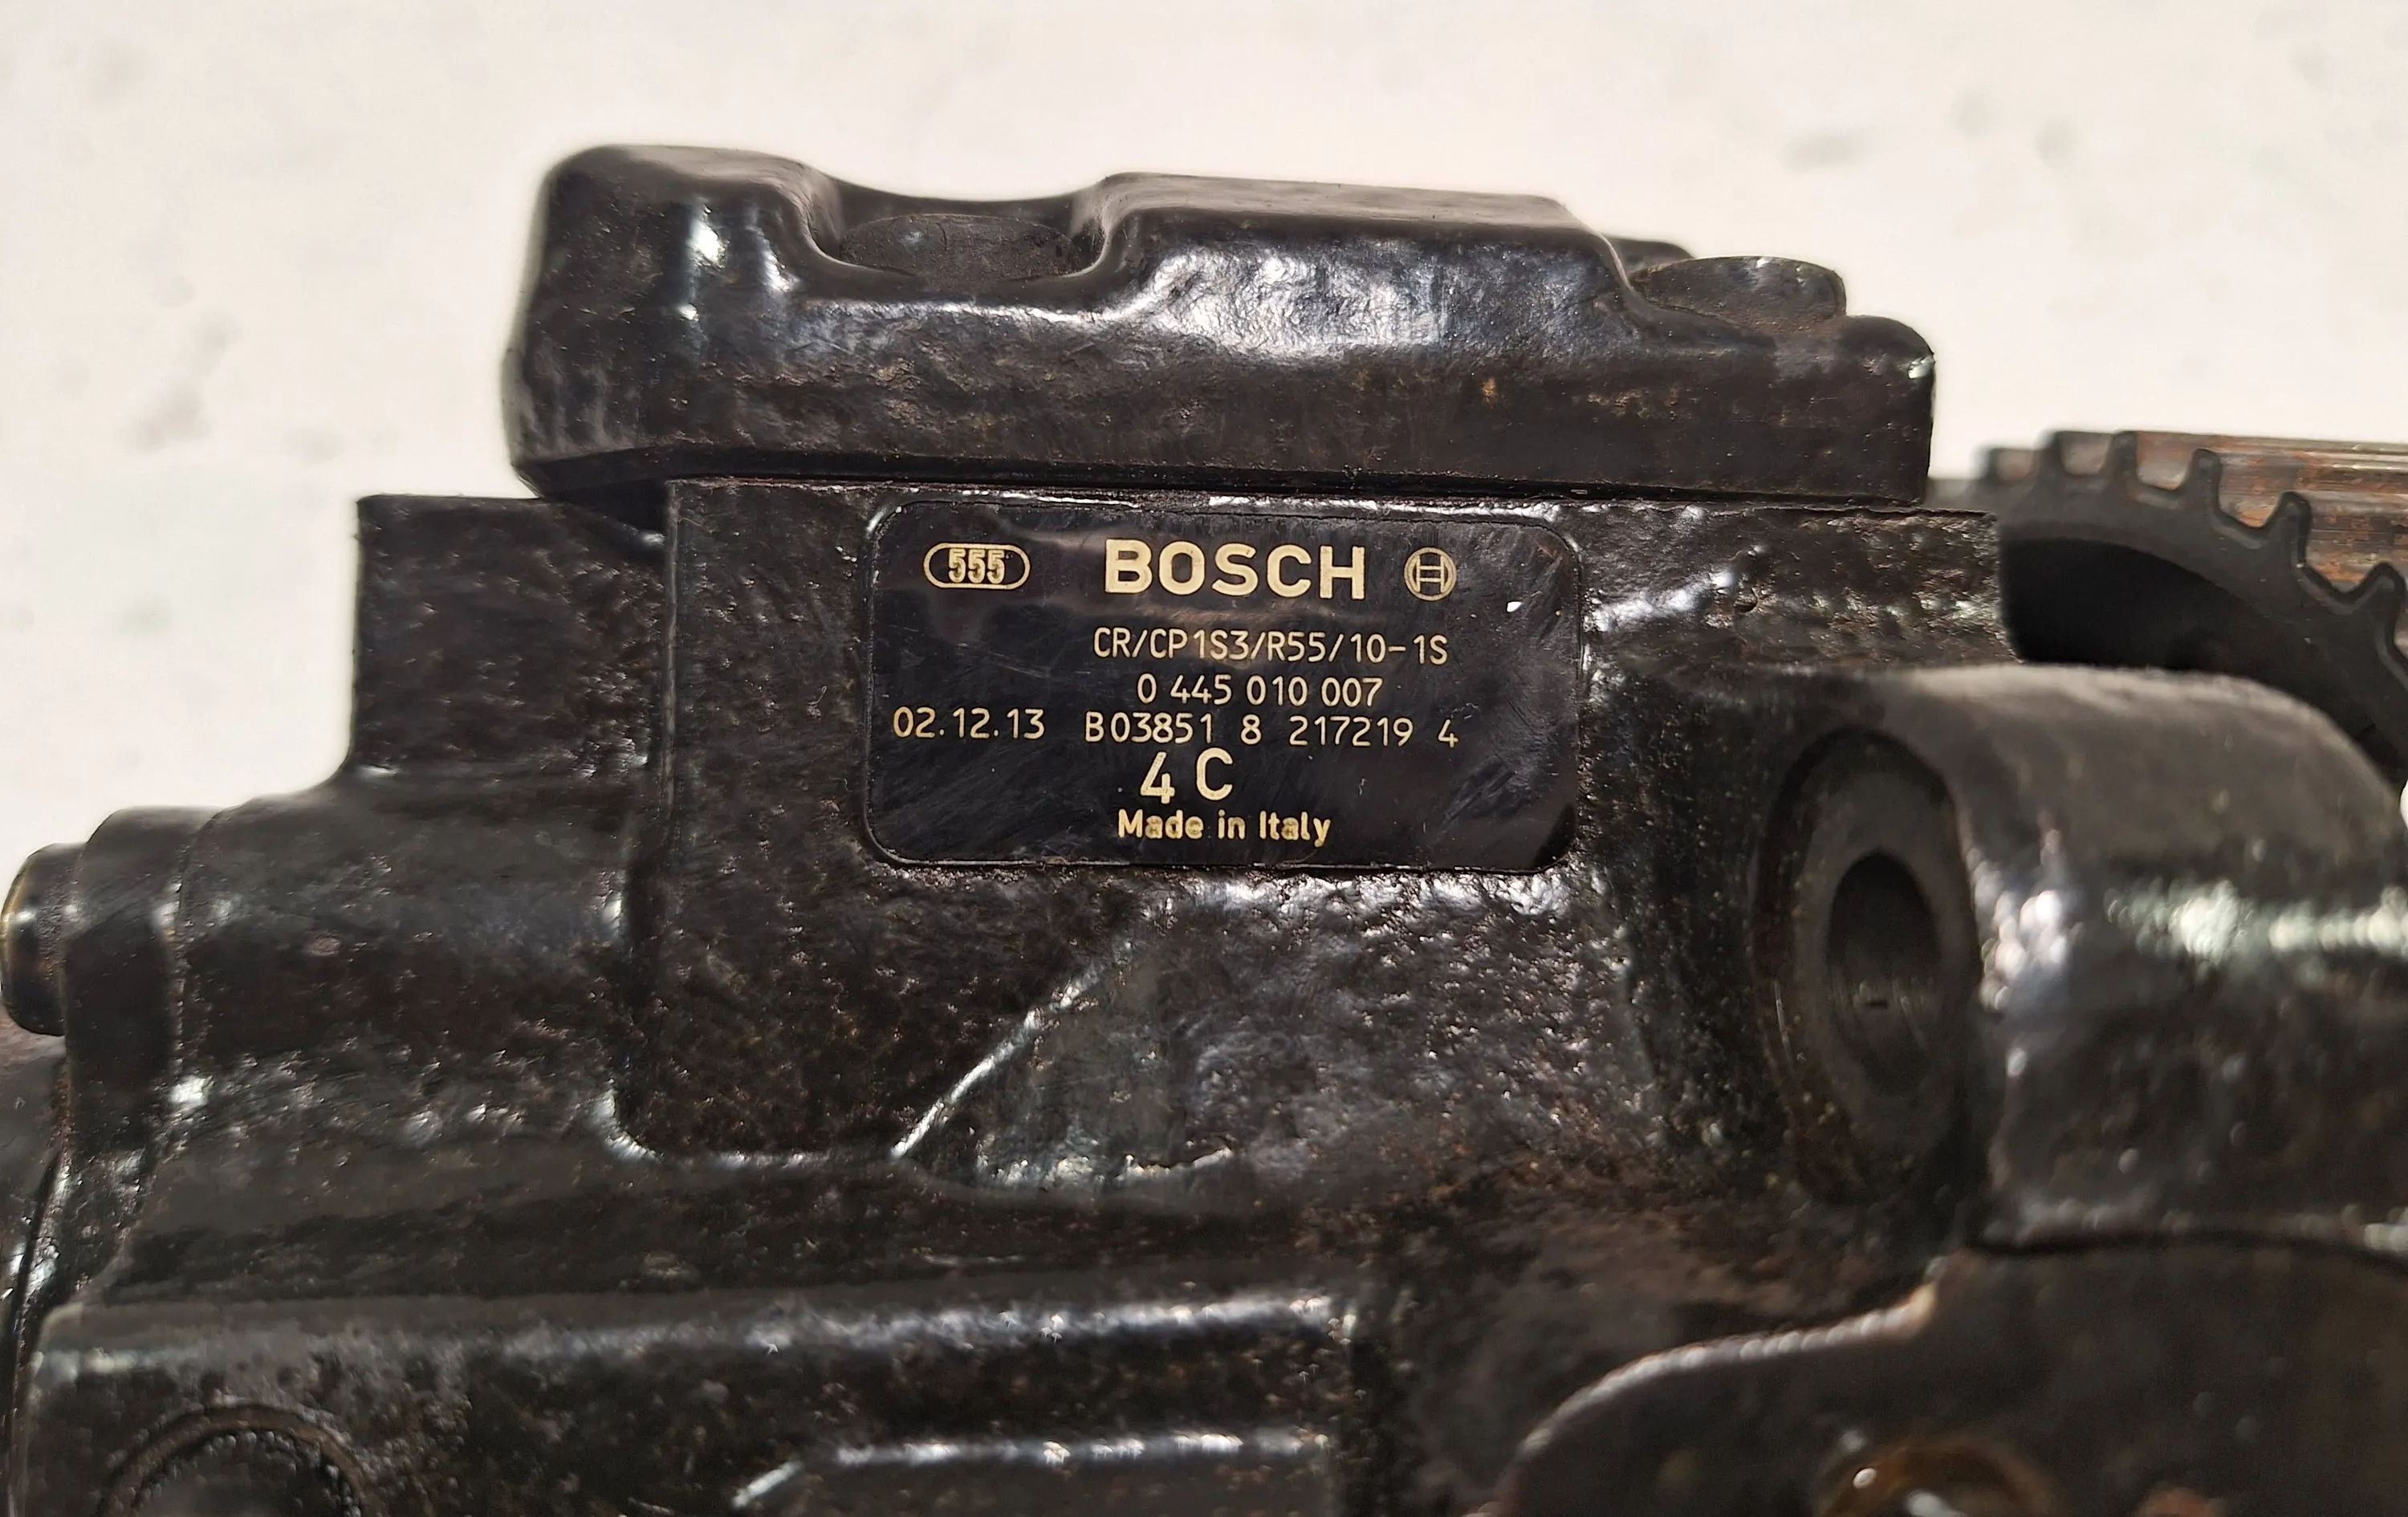 555 BOSCH
CR/CP1S3/R55/10-1S
0 445 010 007
02.12.13 B03851 8 217219 4
4C
Made in Italy